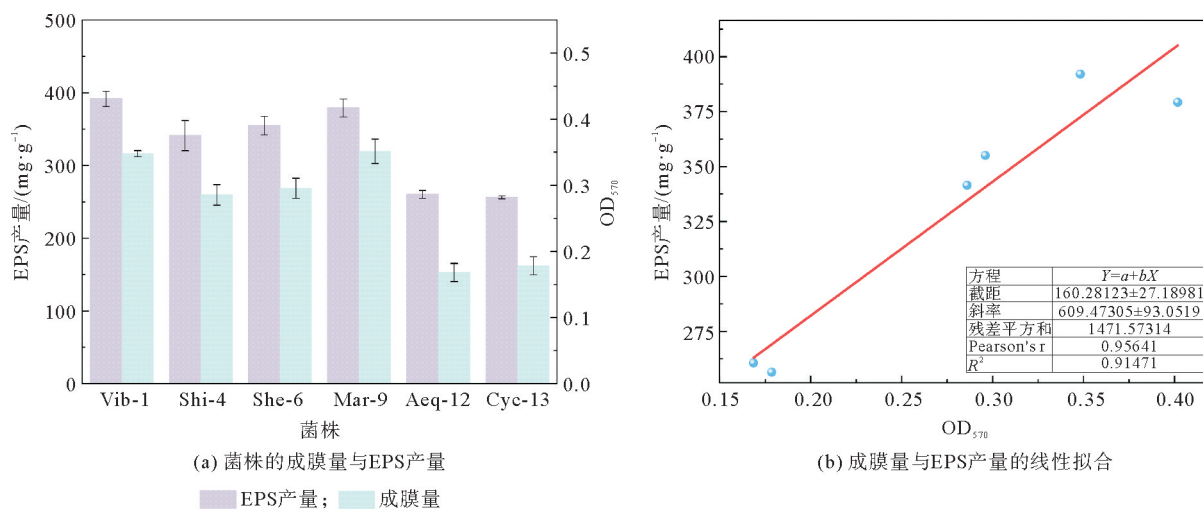 500
400
300
200
100
0
EPS产量/(mg·g⁻¹)
0.5
0.4
0.3
0.2
0.1
0.0
OD₅₇₀
Vib-1 Shi-4 She-6 Mar-9 Aeq-12 Cyc-13
菌株
(a) 菌株的成膜量与EPS产量
EPS产量； 成膜量
400
375
350
325
300
275
EPS产量/(mg·g⁻¹)
方程 Y=a+bX
截距 160.28123±27.18981
斜率 609.47305±93.0519
残差平方和 1471.57314
Pearson's r 0.95641
R² 0.91471
0.15 0.20 0.25 0.30 0.35 0.40
OD₅₇₀
(b) 成膜量与EPS产量的线性拟合